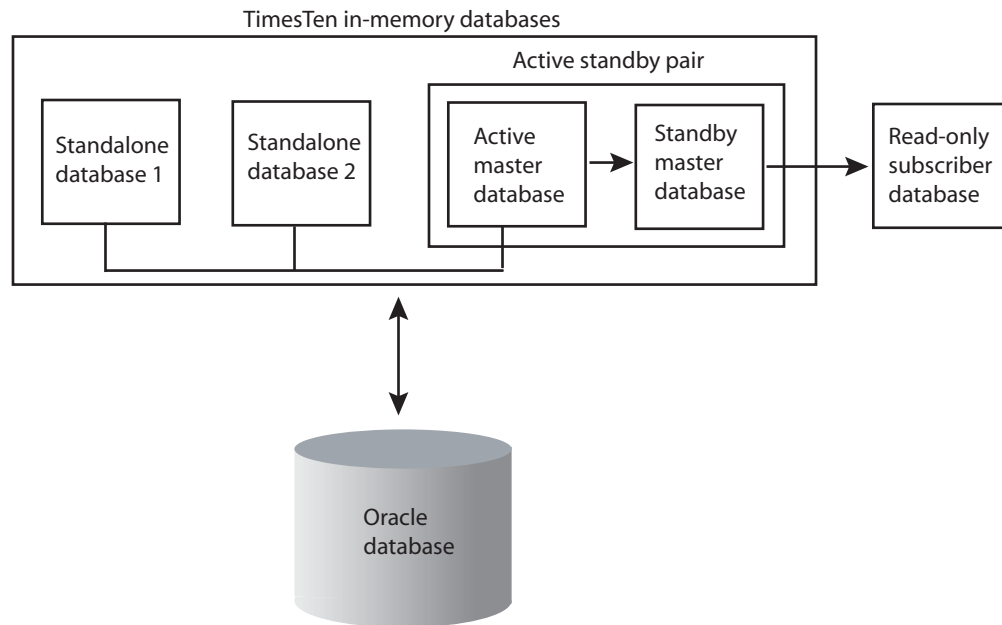 TimesTen in-memory databases
Active standby pair
Standalone
database 1
Standalone
database 2
Active
master
database
Standby
master
database
Read-only
subscriber
database
Oracle
database